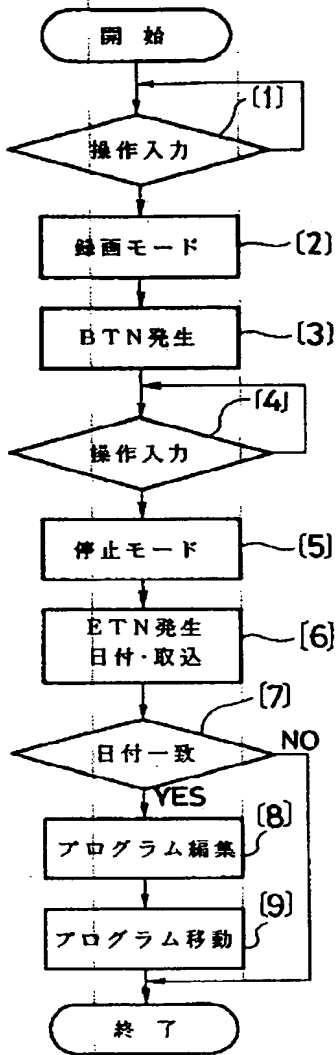 開始
[1]
操作入力
録画モード
[2]
BTN発生
[3]
[4]
操作入力
停止モード
[5]
ETN発生
日付・取込
[6]
[7]
日付一致
NO
YES
[8]
プログラム編集
[9]
プログラム移動
終了